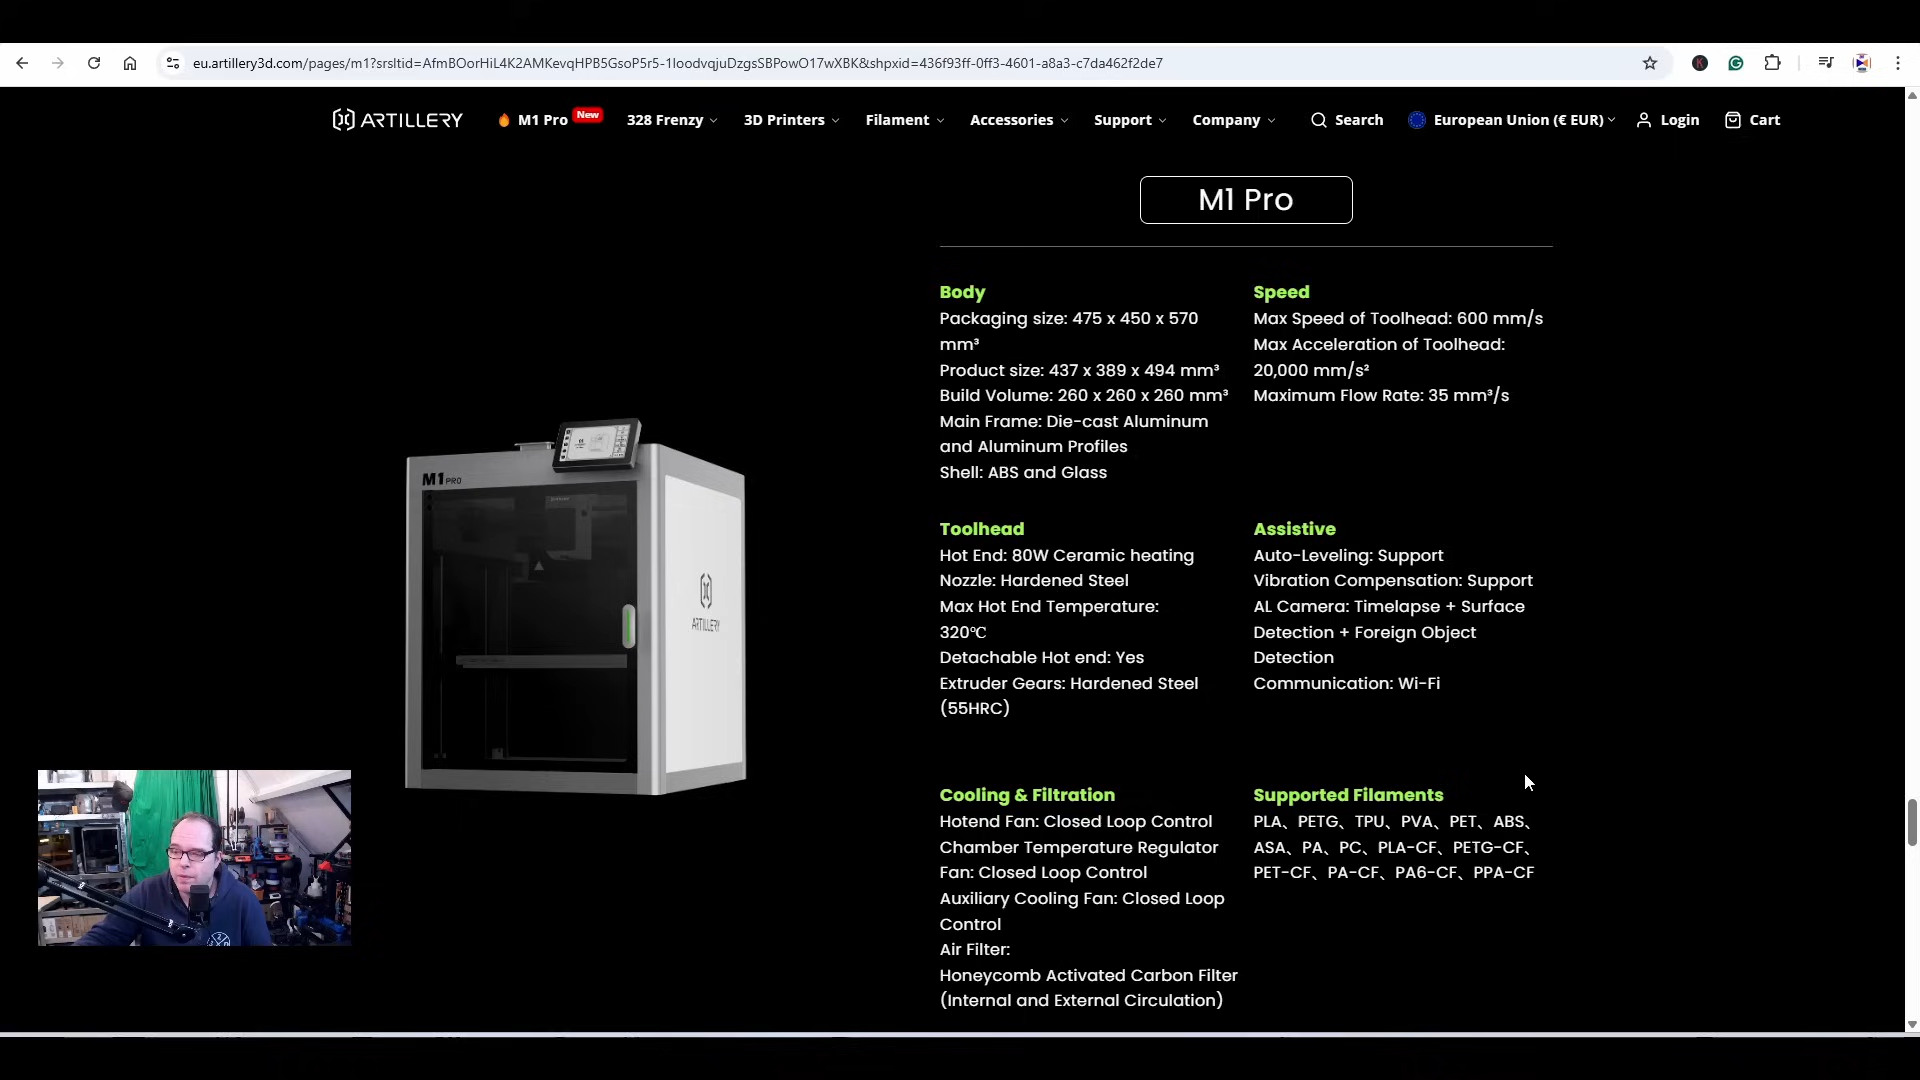 eu.artillery3d.com/pages/m1?srsltid=AfmBOorHiL4K2AMKevqHPB5GsoP5r5-1loodvqjuDzgsSBPowO17wXBK&shpxid=436f93ff-0ff3-4601-a8a3-c7da462f2de7
ARTILLERY
M1 Pro
New
328 Frenzy
3D Printers
Filament
Accessories
Support
Company
Search
European Union (€ EUR)
Login
Cart
M1 Pro
Body
Packaging size: 475 x 450 x 570
mm³
Product size: 437 x 389 x 494 mm³
Build Volume: 260 x 260 x 260 mm³
Main Frame: Die-cast Aluminum
and Aluminum Profiles
Shell: ABS and Glass
Speed
Max Speed of Toolhead: 600 mm/s
Max Acceleration of Toolhead:
20,000 mm/s²
Maximum Flow Rate: 35 mm³/s
M1 PRO
ARTILLERY
Toolhead
Hot End: 80W Ceramic heating
Nozzle: Hardened Steel
Max Hot End Temperature:
320℃
Detachable Hot end: Yes
Extruder Gears: Hardened Steel
(55HRC)
Assistive
Auto-Leveling: Support
Vibration Compensation: Support
AL Camera: Timelapse + Surface
Detection + Foreign Object
Detection
Communication: Wi-Fi
Cooling & Filtration
Hotend Fan: Closed Loop Control
Chamber Temperature Regulator
Fan: Closed Loop Control
Auxiliary Cooling Fan: Closed Loop
Control
Air Filter:
Honeycomb Activated Carbon Filter
(Internal and External Circulation)
Supported Filaments
PLA、PETG、TPU、PVA、PET、ABS、
ASA、PA、PC、PLA-CF、PETG-CF、
PET-CF、PA-CF、PA6-CF、PPA-CF